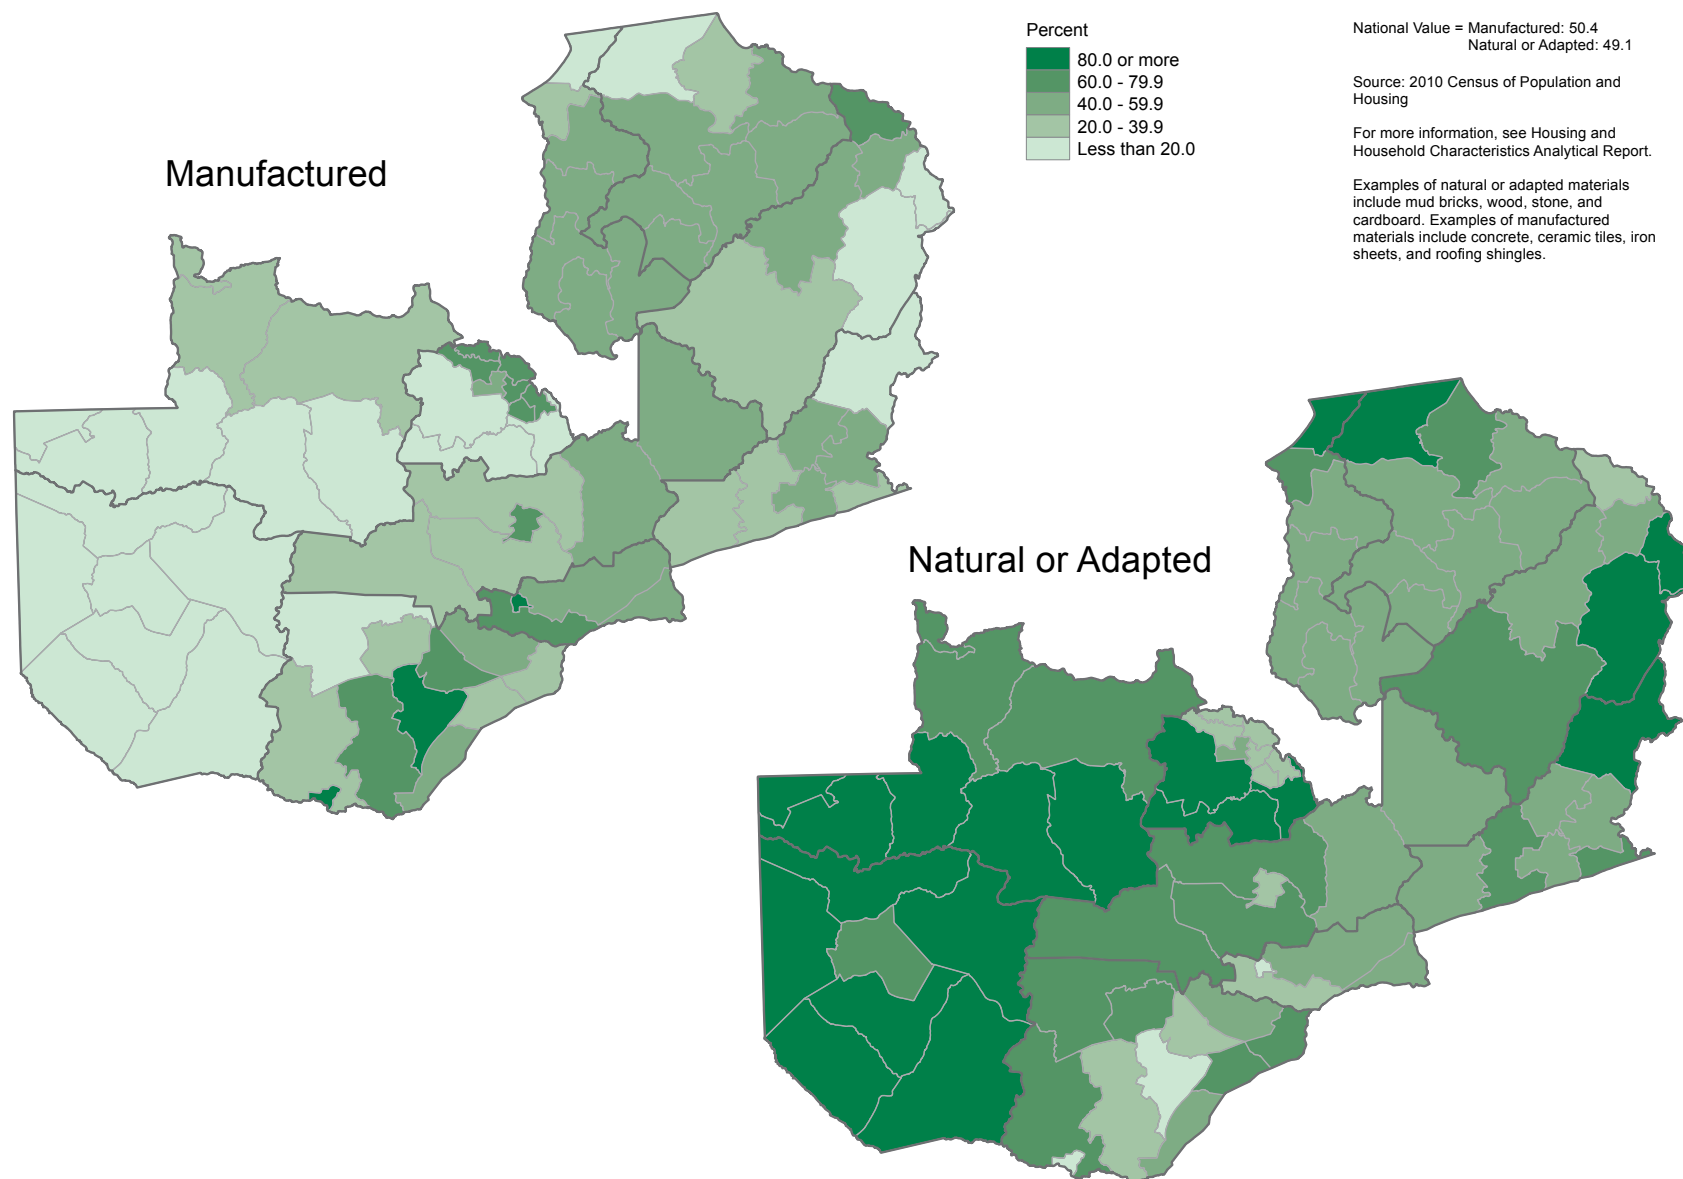 Percent
80.0 or more
60.0 - 79.9
40.0 - 59.9
20.0 - 39.9
Less than 20.0
National Value = Manufactured: 50.4
Natural or Adapted: 49.1
Source: 2010 Census of Population and
Housing
For more information, see Housing and
Household Characteristics Analytical Report.
Examples of natural or adapted materials
include mud bricks, wood, stone, and
cardboard. Examples of manufactured
materials include concrete, ceramic tiles, iron
sheets, and roofing shingles.
Manufactured
Natural or Adapted